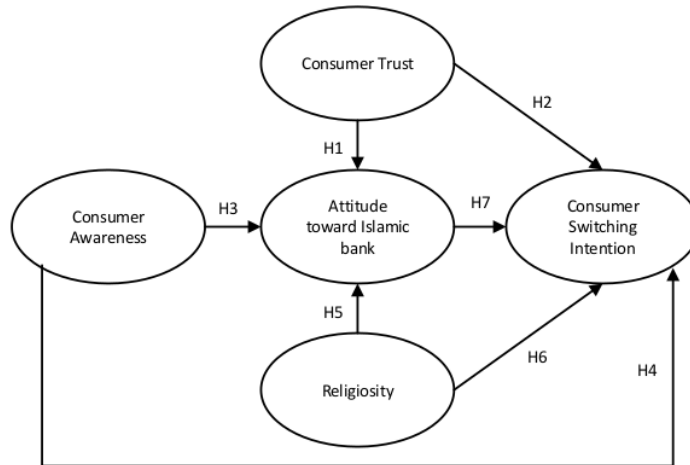 Consumer Trust
H2
H1
Consumer
Awareness
H3
Attitude
toward Islamic
bank
H7
Consumer
Switching
Intention
H5
H6
H4
Religiosity